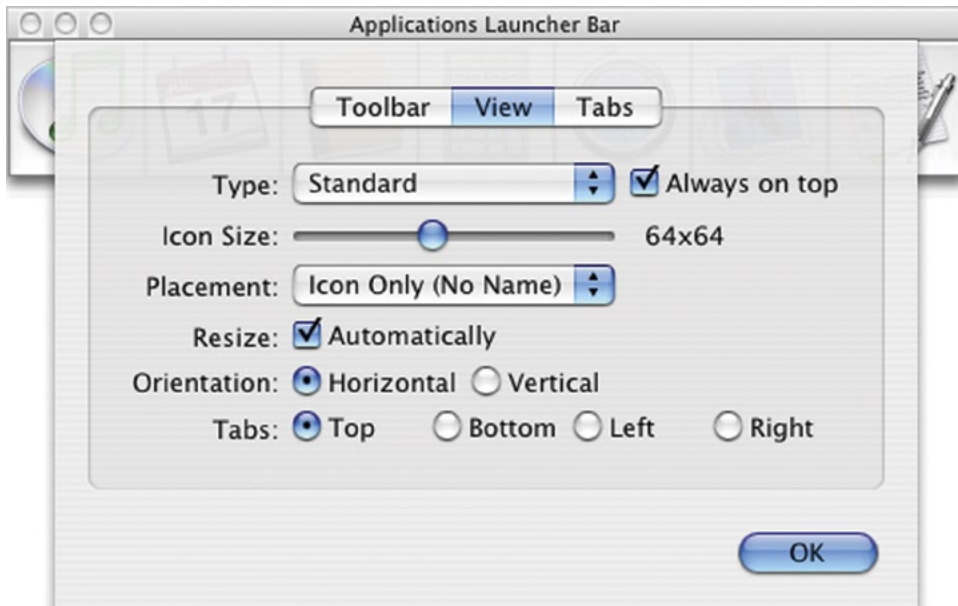 Applications Launcher Bar
17
Toolbar View Tabs
Type: Standard Always on top
Icon Size: 64x64
Placement: Icon Only (No Name)
Resize: Automatically
Orientation: Horizontal Vertical
Tabs: Top Bottom Left Right
OK